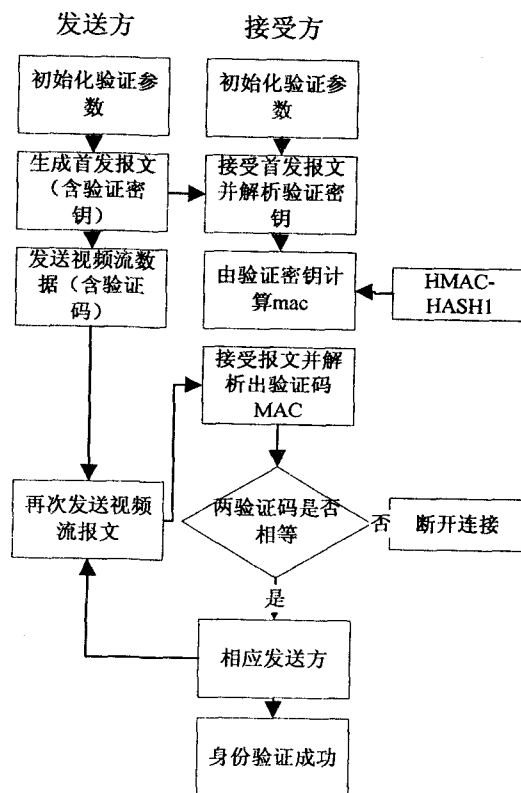 发送方
接受方
初始化验证参
数
初始化验证参
数
生成首发报文
（含验证密
钥）
接受首发报文
并解析验证密
钥
发送视频流数
据（含验证
码）
由验证密钥计
算mac
HMAC-
HASH1
接受报文并解
析出验证码
MAC
再次发送视频
流报文
两验证码是否
相等
否
断开连接
是
相应发送方
身份验证成功